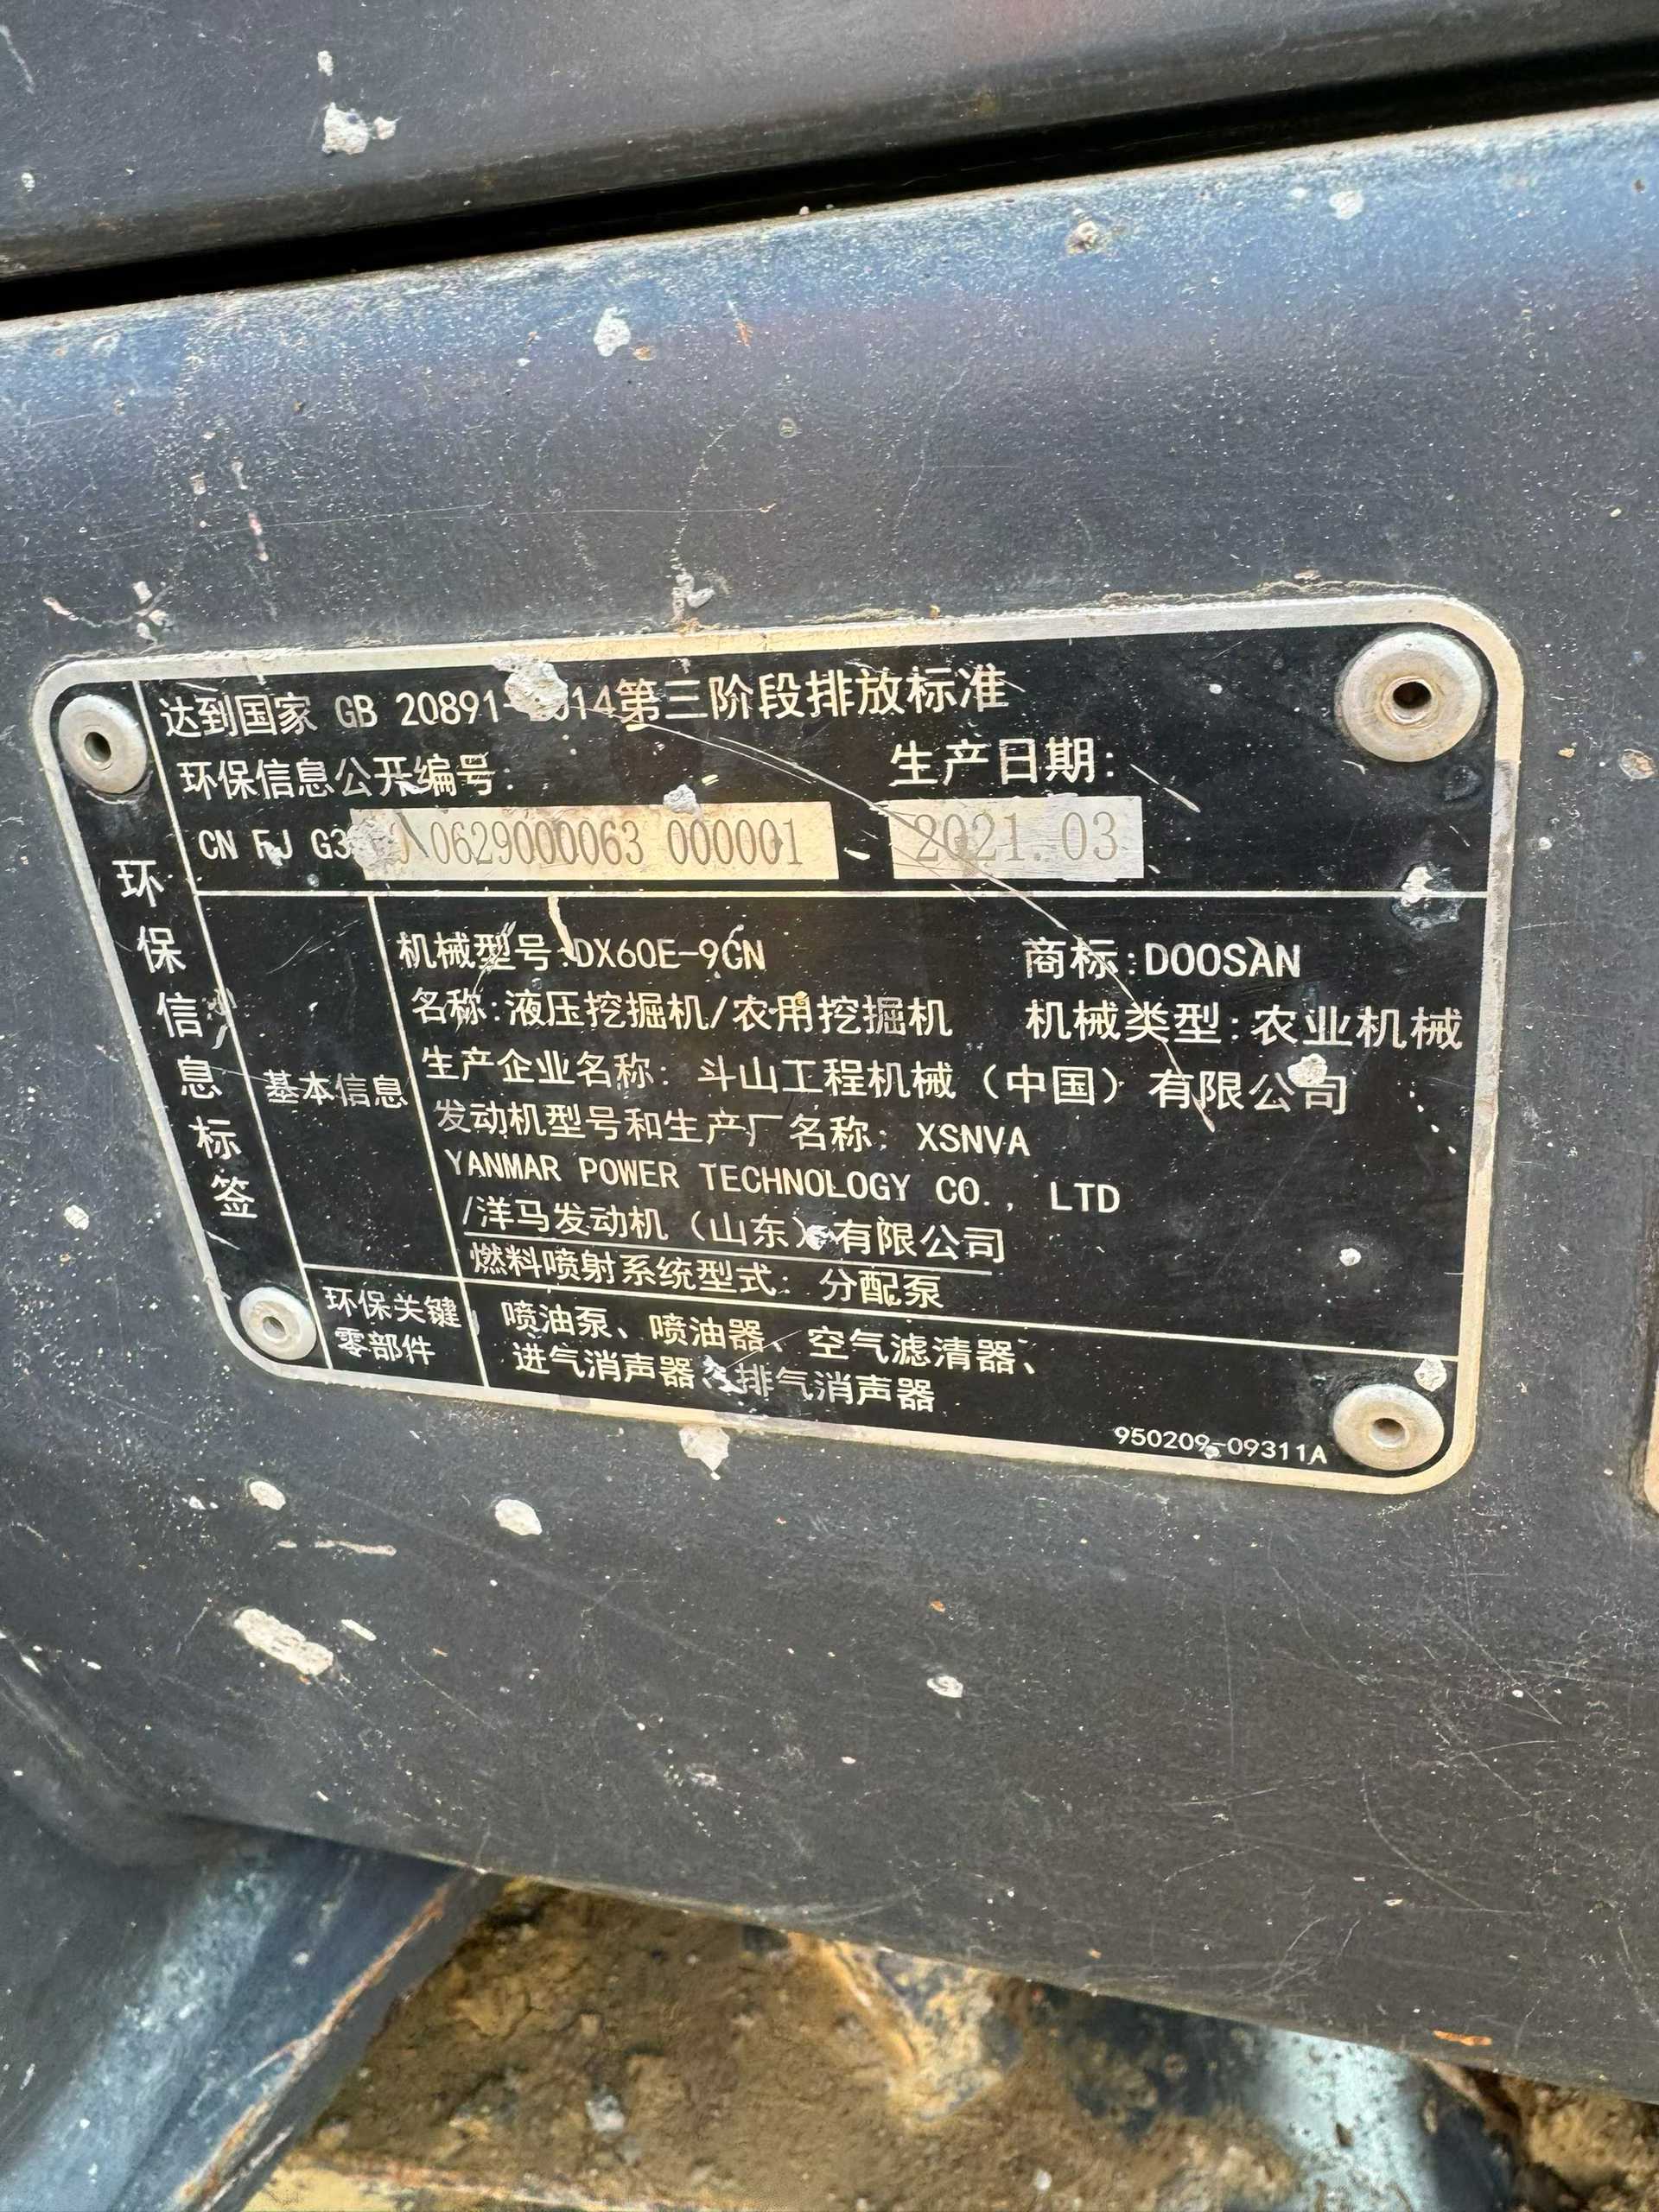 环保信息标签
达到国家 GB 20891-2014第三阶段排放标准
环保信息公开编号:
生产日期:
CN FJ G3 0629000063 000001
2021.03
基本信息
机械型号:DX60E-9CN
商标:DOOSAN
名称:液压挖掘机/农用挖掘机
机械类型:农业机械
生产企业名称: 斗山工程机械(中国)有限公司
发动机型号和生产厂名称: XSNVA
YANMAR POWER TECHNOLOGY CO., LTD
/洋马发动机(山东)有限公司
燃料喷射系统型式: 分配泵
环保关键
零部件
喷油泵、喷油器、空气滤清器、
进气消声器、排气消声器
950209-09311A